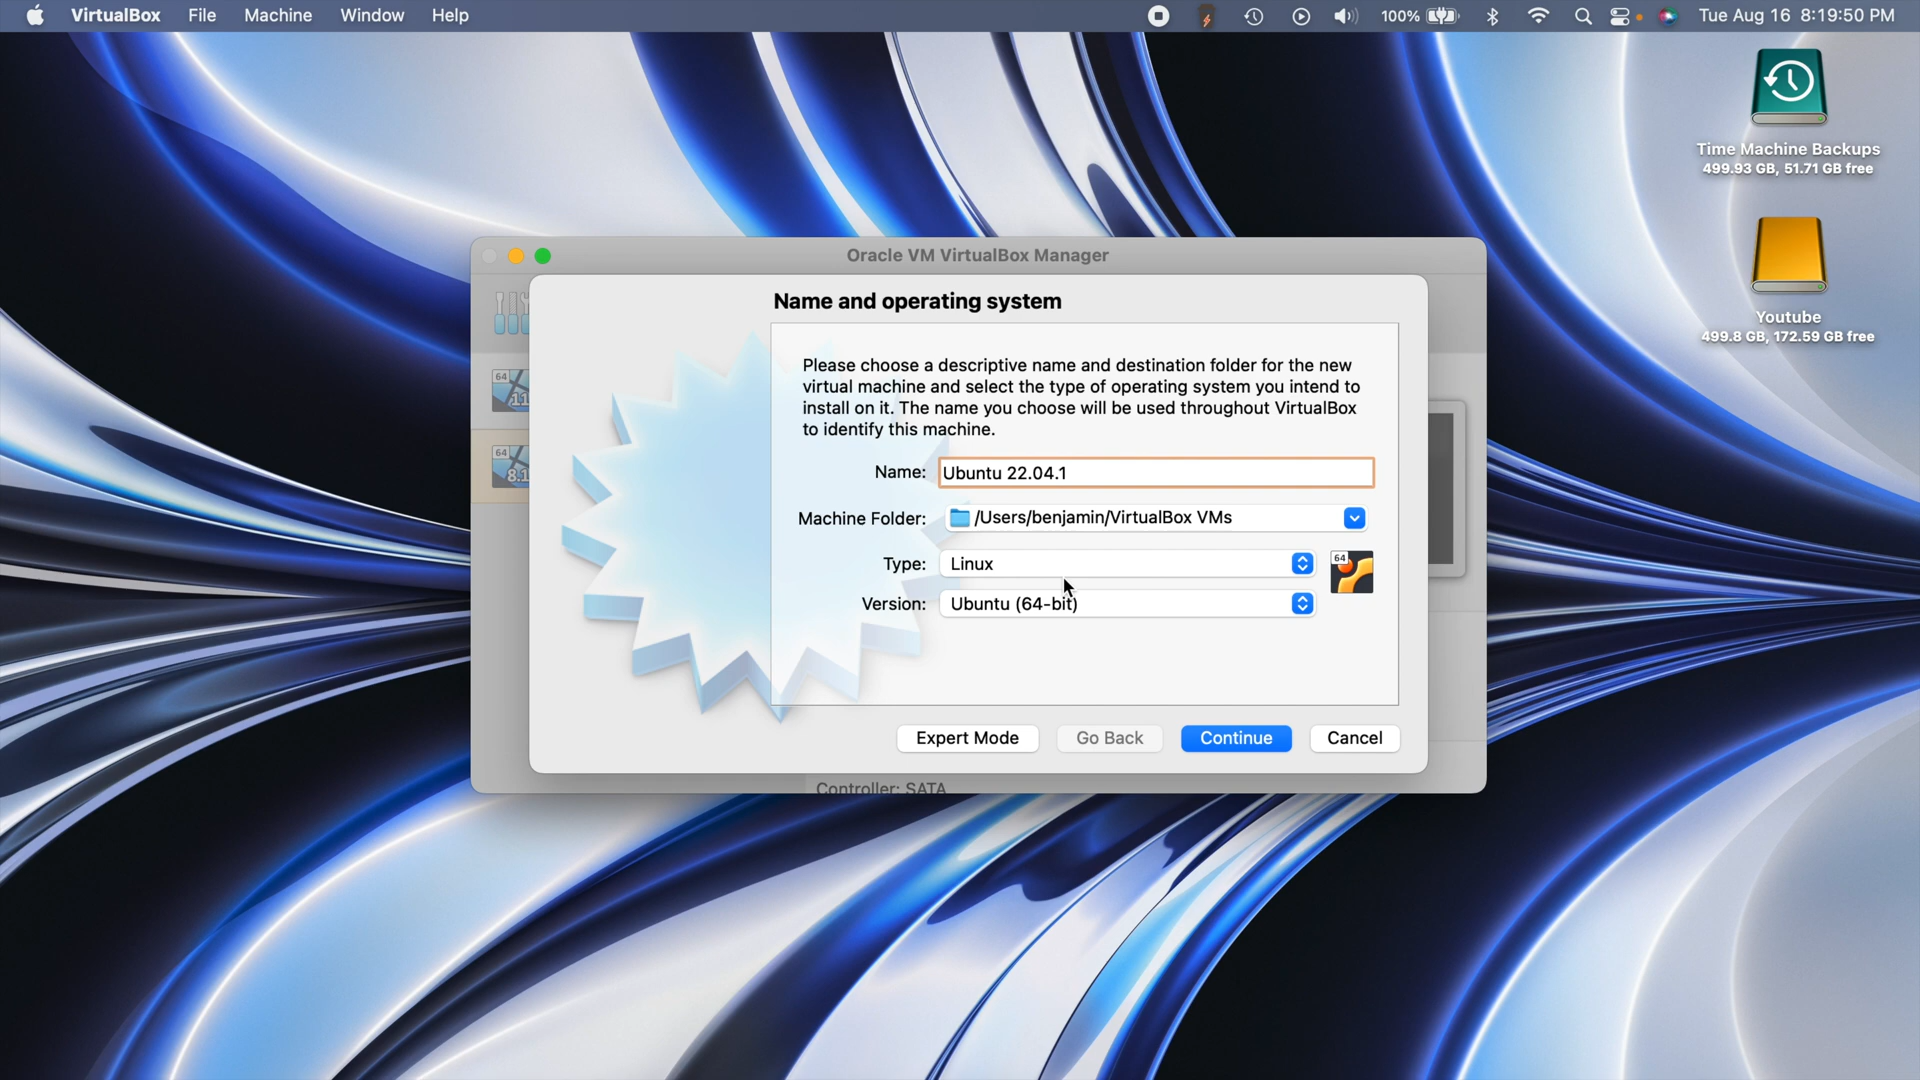 VirtualBox File Machine Window Help
100% Tue Aug 16 8:19:50 PM
Time Machine Backups
499.93 GB, 51.71 GB free
Youtube
499.8 GB, 172.59 GB free
Oracle VM VirtualBox Manager
64
11
64
8.1
Name and operating system
Please choose a descriptive name and destination folder for the new
virtual machine and select the type of operating system you intend to
install on it. The name you choose will be used throughout VirtualBox
to identify this machine.
Name: Ubuntu 22.04.1
Machine Folder: /Users/benjamin/VirtualBox VMs
Type: Linux
64
Version: Ubuntu (64-bit)
Expert Mode Go Back Continue Cancel
Controller: SATA